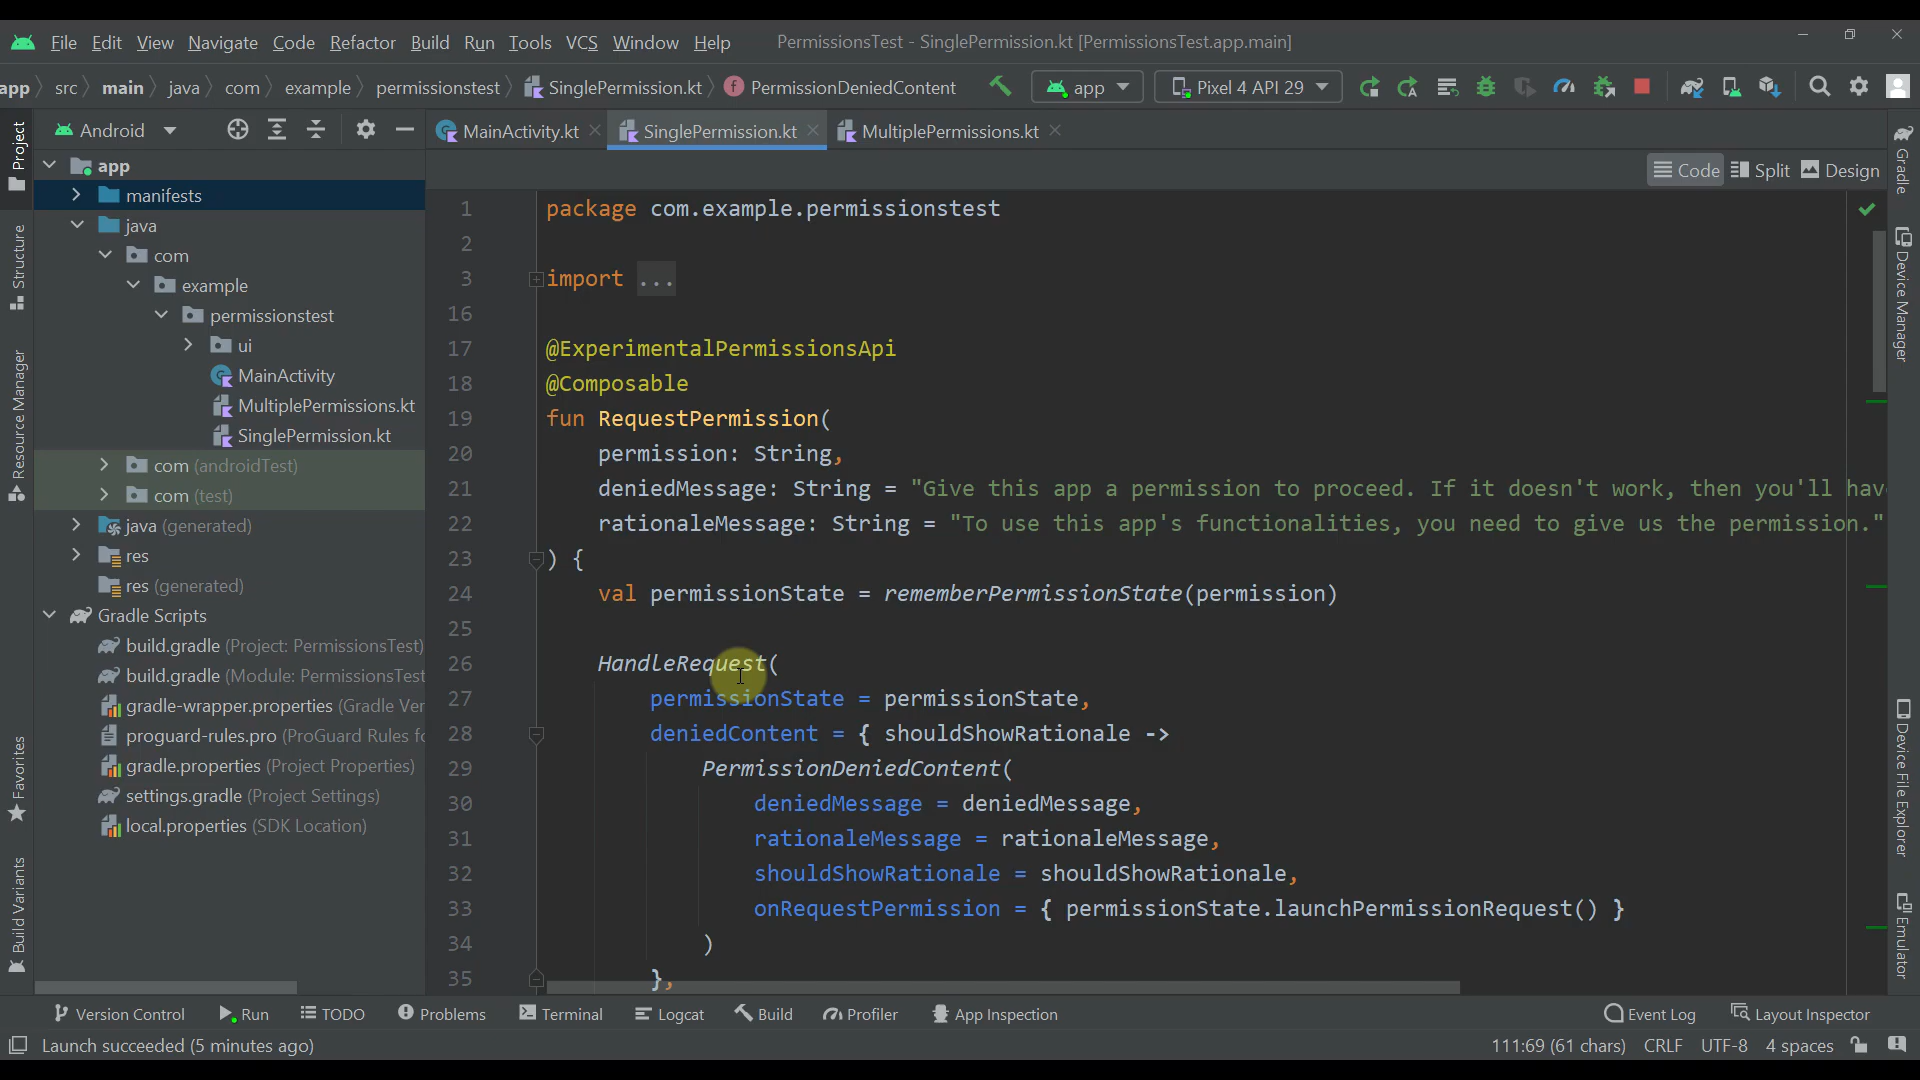 File Edit View Navigate Code Refactor Build Run Tools VCS Window Help PermissionsTest - SinglePermission.kt [PermissionsTest.app.main]
app src main java com example permissionstest SinglePermission.kt f PermissionDeniedContent app Pixel 4 API 29
Android
MainActivity.kt SinglePermission.kt MultiplePermissions.kt
Code Split Design
Project
Structure
Resource Manager
Favorites
Build Variants
app
manifests
java
com
example
permissionstest
ui
MainActivity
MultiplePermissions.kt
SinglePermission.kt
com (androidTest)
com (test)
java (generated)
res
res (generated)
Gradle Scripts
build.gradle (Project: PermissionsTest)
build.gradle (Module: PermissionsTest
gradle-wrapper.properties (Gradle Ver
proguard-rules.pro (ProGuard Rules fo
gradle.properties (Project Properties)
settings.gradle (Project Settings)
local.properties (SDK Location)
1 package com.example.permissionstest
2
3 import ...
16
17 @ExperimentalPermissionsApi
18 @Composable
19 fun RequestPermission(
20 permission: String,
21 deniedMessage: String = "Give this app a permission to proceed. If it doesn't work, then you'll hav
22 rationaleMessage: String = "To use this app's functionalities, you need to give us the permission."
23 ) {
24 val permissionState = rememberPermissionState(permission)
25
26 HandleRequest(
27 permissionState = permissionState,
28 deniedContent = { shouldShowRationale ->
29 PermissionDeniedContent(
30 deniedMessage = deniedMessage,
31 rationaleMessage = rationaleMessage,
32 shouldShowRationale = shouldShowRationale,
33 onRequestPermission = { permissionState.launchPermissionRequest() }
34 )
35 },
Gradle
Device Manager
Device File Explorer
Emulator
Version Control Run TODO Problems Terminal Logcat Build Profiler App Inspection Event Log Layout Inspector
Launch succeeded (5 minutes ago) 111:69 (61 chars) CRLF UTF-8 4 spaces